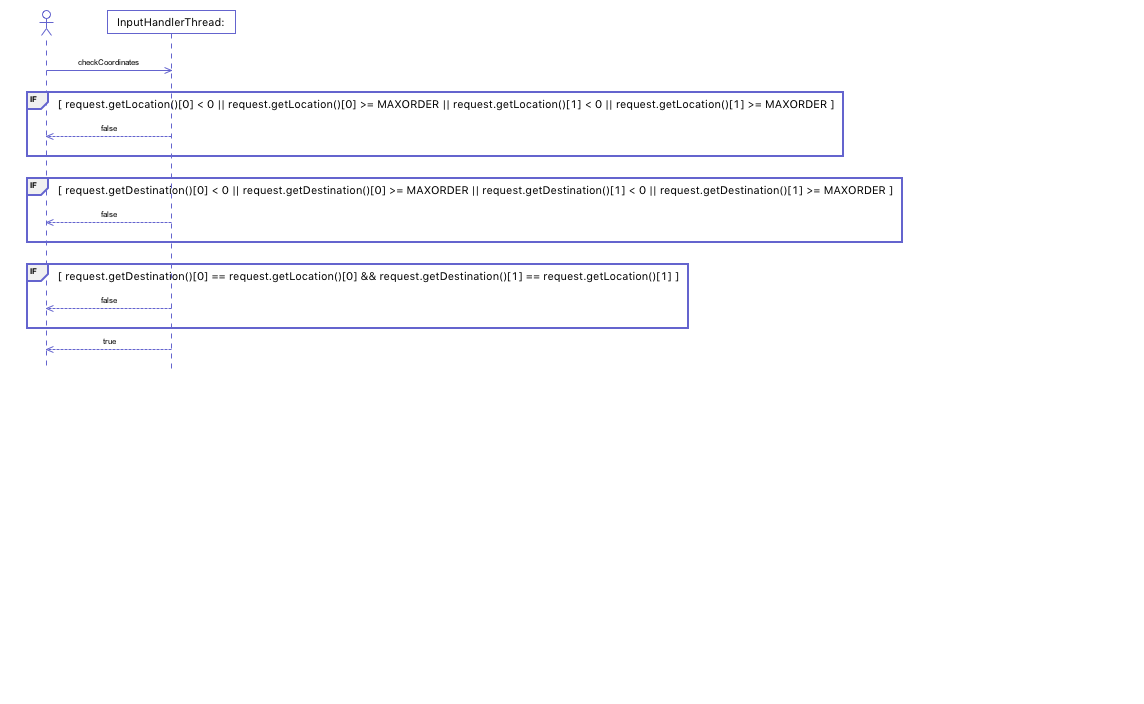 InputHandlerThread:
checkCoordinates
IF
[ request.getLocation()[0] < 0 || request.getLocation()[0] >= MAXORDER || request.getLocation()[1] < 0 || request.getLocation()[1] >= MAXORDER ]
false
IF
[ request.getDestination()[0] < 0 || request.getDestination()[0] >= MAXORDER || request.getDestination()[1] < 0 || request.getDestination()[1] >= MAXORDER ]
false
IF
[ request.getDestination()[0] == request.getLocation()[0] && request.getDestination()[1] == request.getLocation()[1] ]
false
true